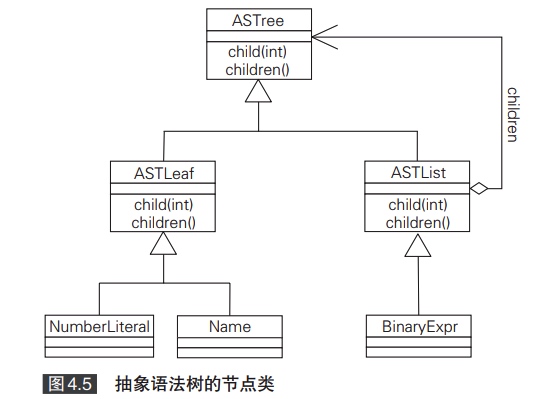 ASTree
child(int)
children()
children
ASTLeaf
child(int)
children()
ASTList
child(int)
children()
NumberLiteral
Name
BinaryExpr
图4.5 抽象语法树的节点类